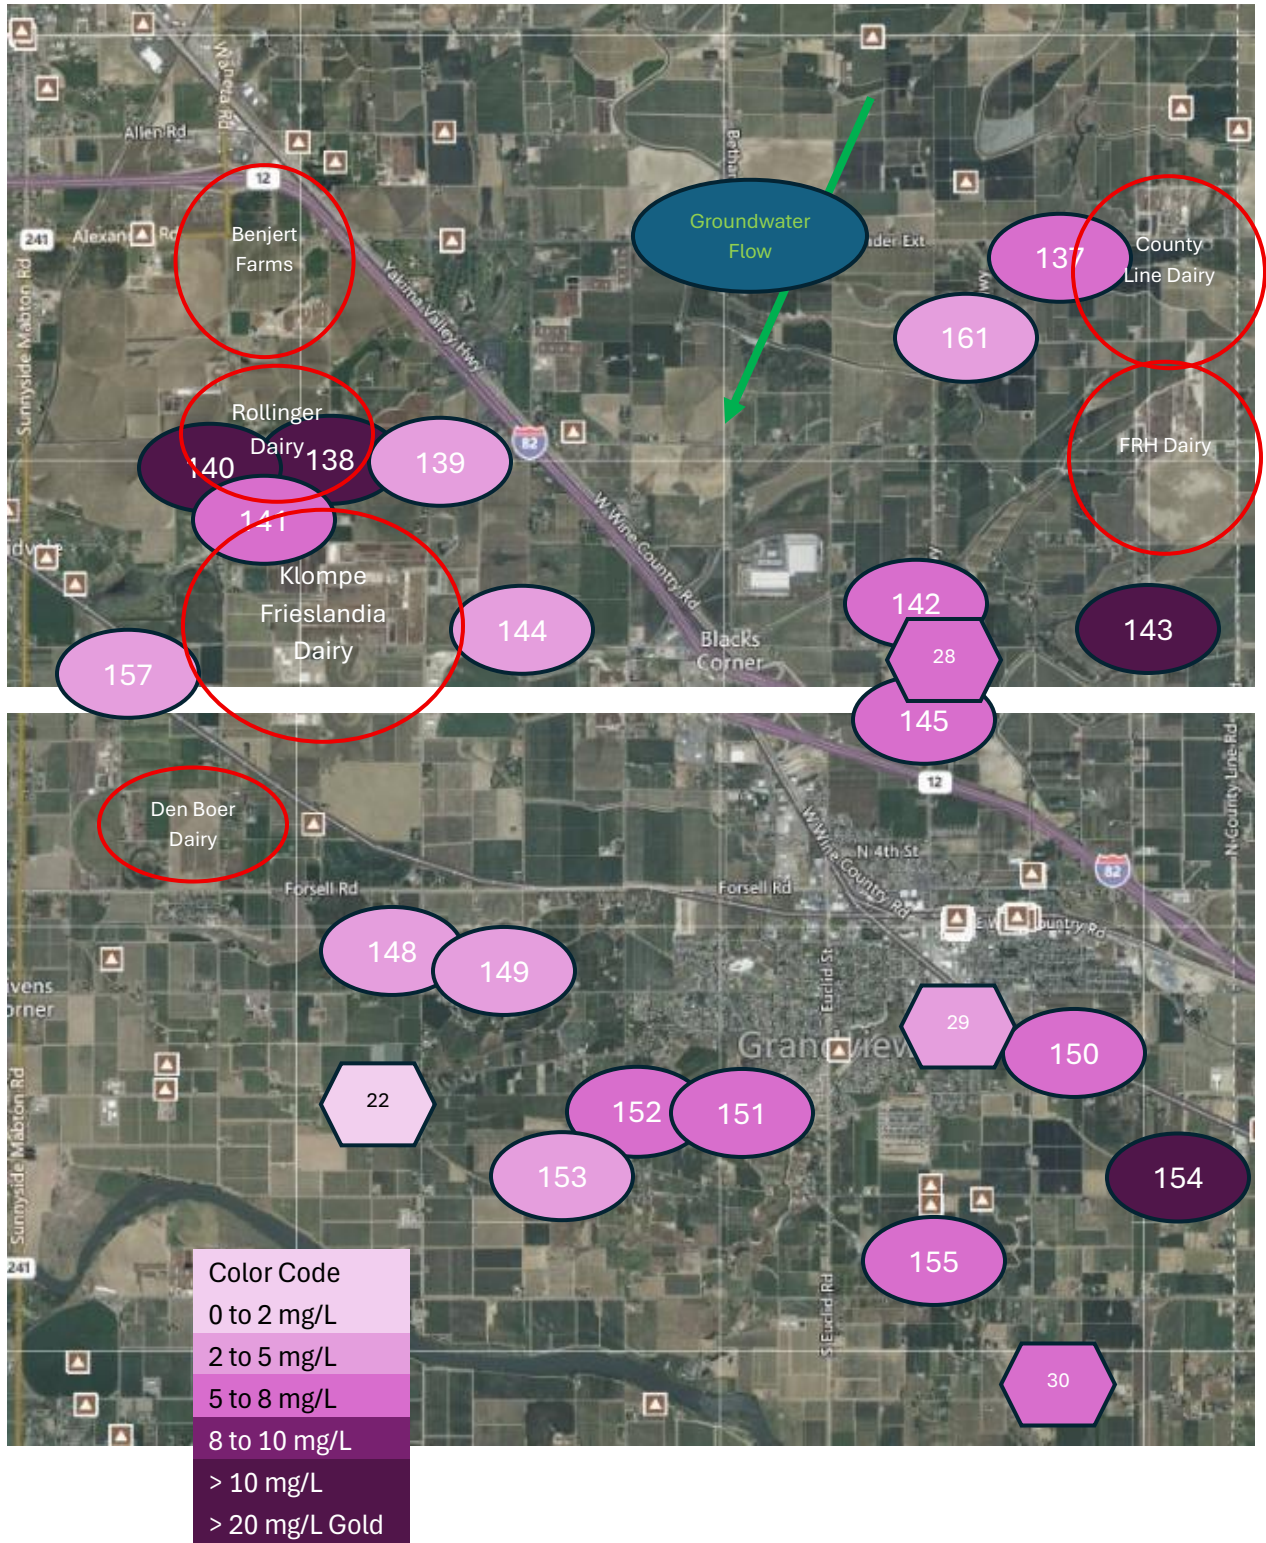 Waneta Rd
Allen Rd
12
241
Benjert
Farms
Groundwater
Flow
County
Line Dairy
137
161
Yakima Valley Hwy
Sunnyside Mabton Rd
Rollinger
Dairy
140
138
139
82
FRH Dairy
141
W Wine Country Rd
Klompe
Frieslandia
Dairy
144
142
143
28
Blacks
Corner
157
145
12
N County Line Rd
Den Boer
Dairy
W Wine Country Rd
N 4th St
82
Forsell Rd
Forsell Rd
148
149
Euclid St
29
150
Grandview
22
152
151
153
154
Sunnyside Mabton Rd
155
241
S Euclid Rd
30
Color Code
0 to 2 mg/L
2 to 5 mg/L
5 to 8 mg/L
8 to 10 mg/L
> 10 mg/L
> 20 mg/L Gold